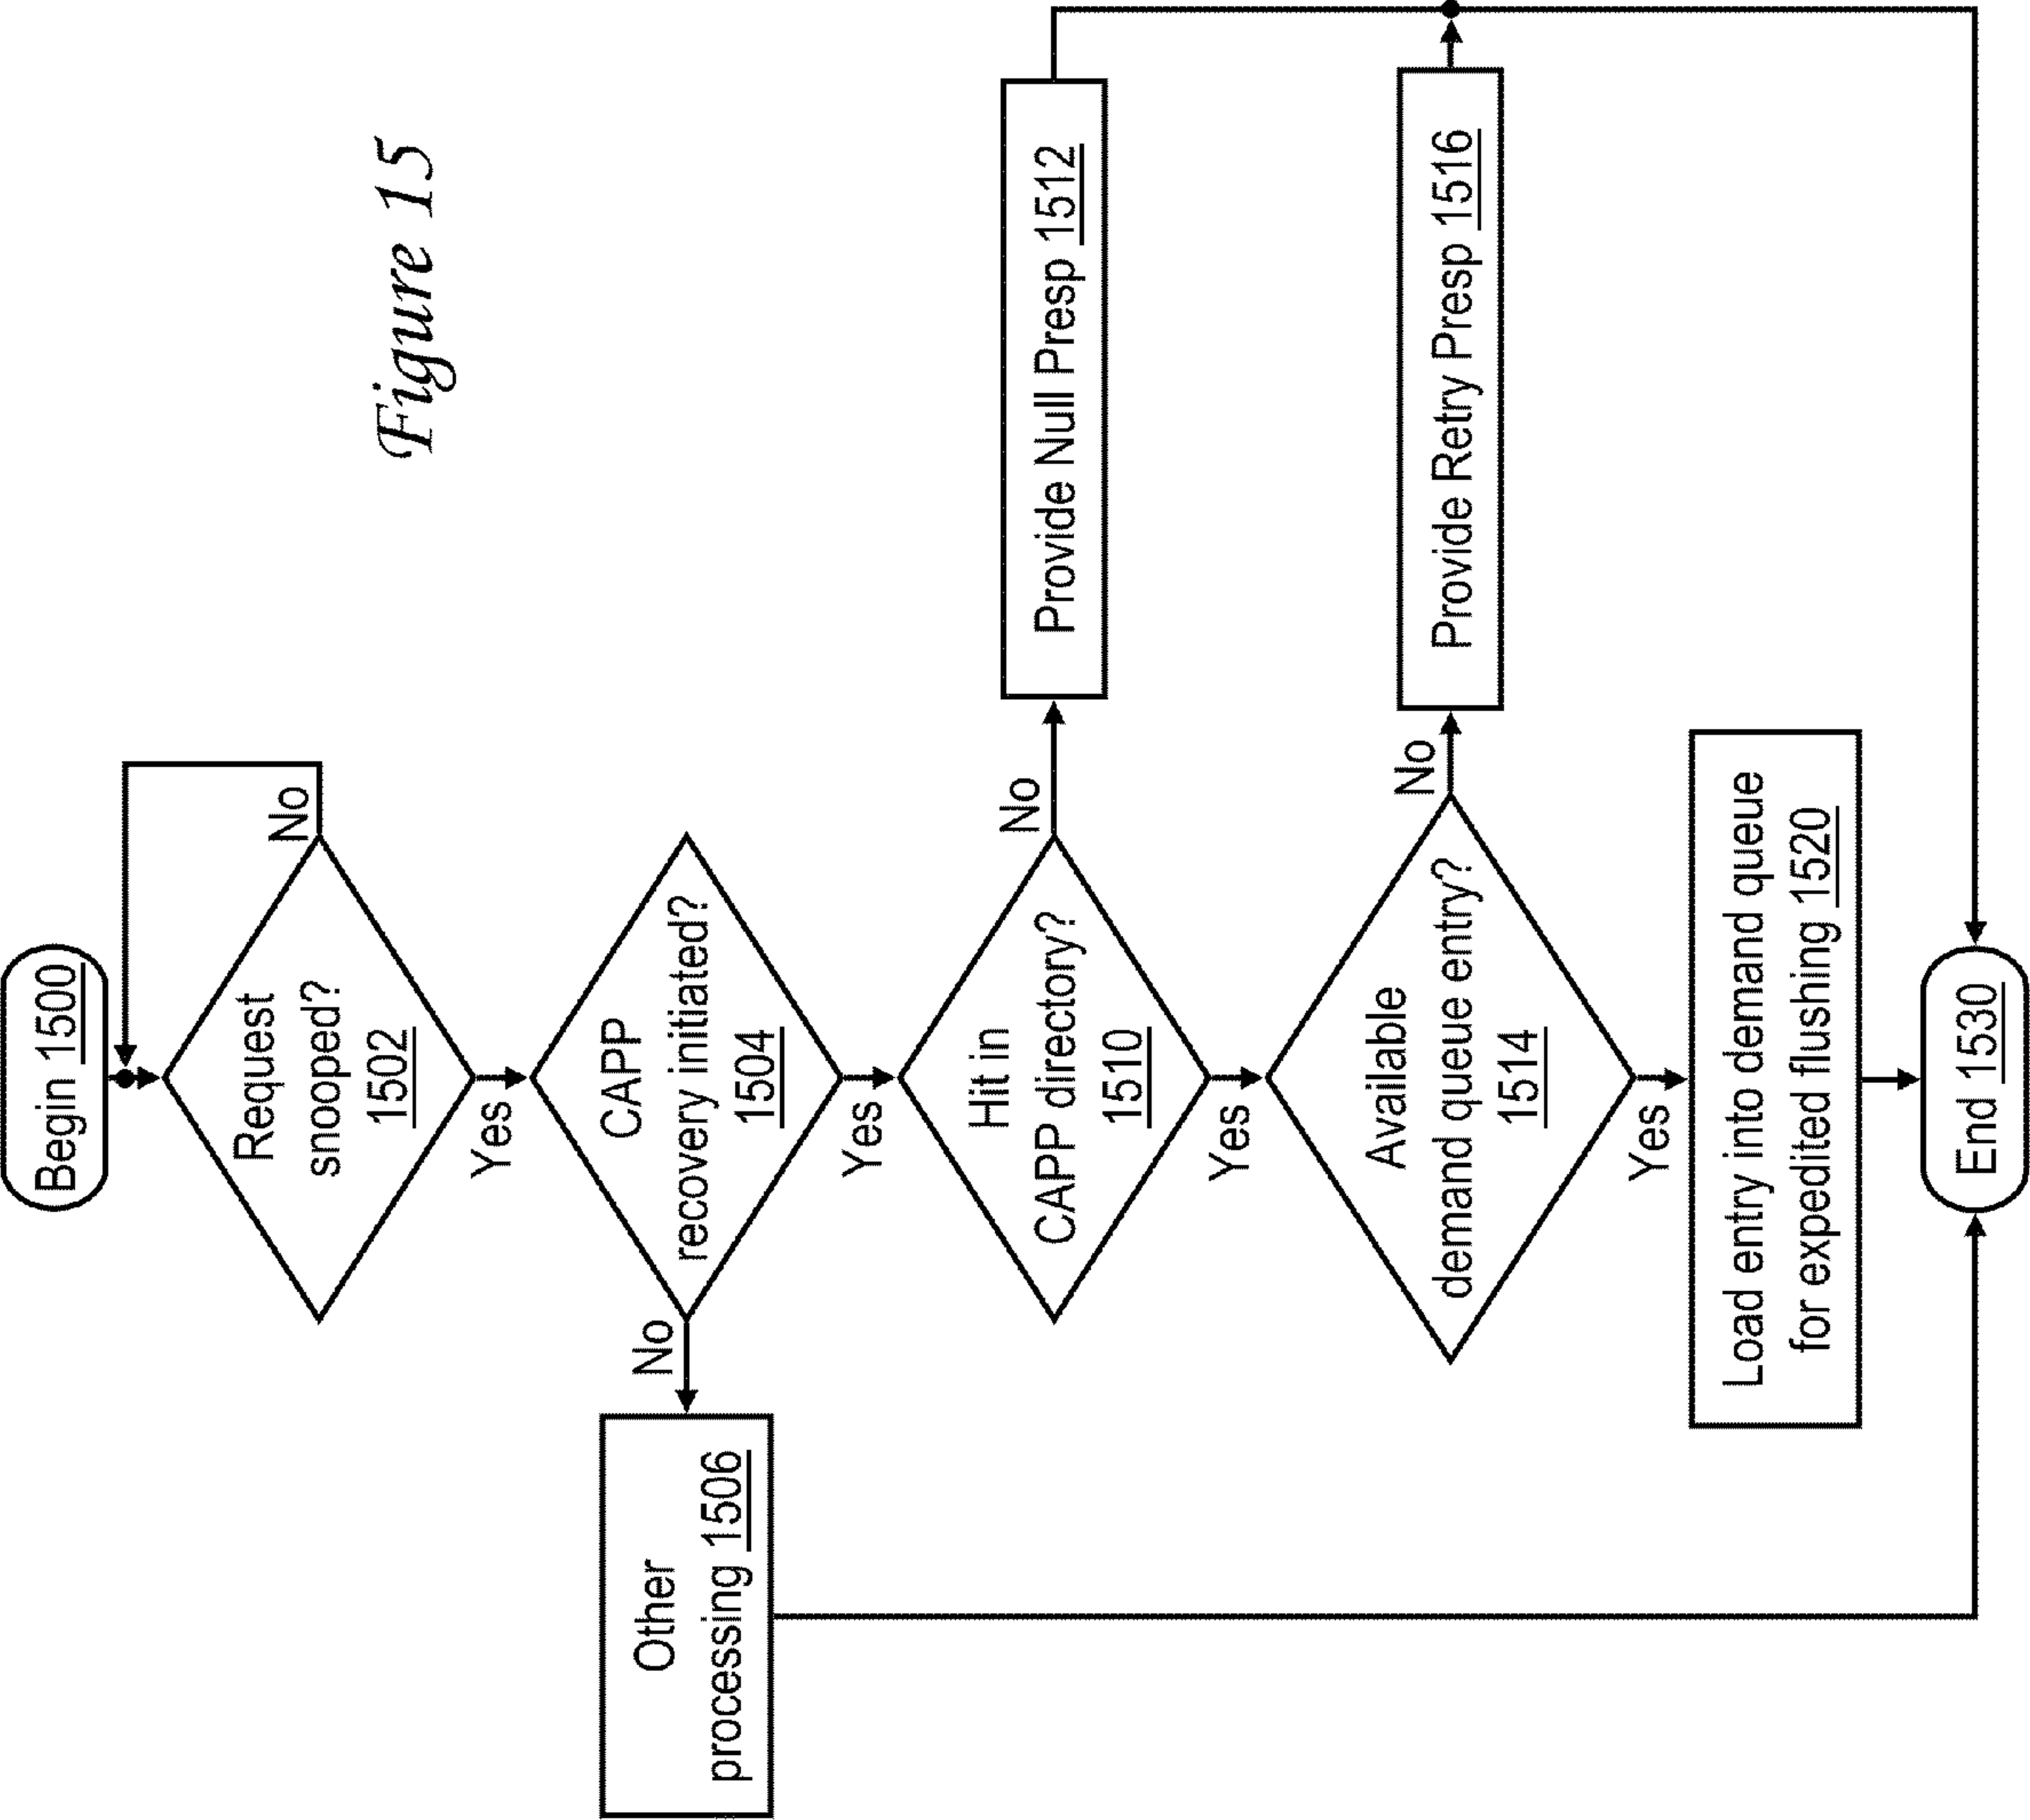 Begin 1500
Request
snooped?
1502
No
Yes
CAPP
recovery initiated?
1504
No
Other
processing 1506
Yes
Hit in
CAPP directory?
1510
No
Provide Null Presp 1512
Yes
Available
demand queue entry?
1514
No
Provide Retry Presp 1516
Yes
Load entry into demand queue
for expedited flushing 1520
End 1530
Figure 15